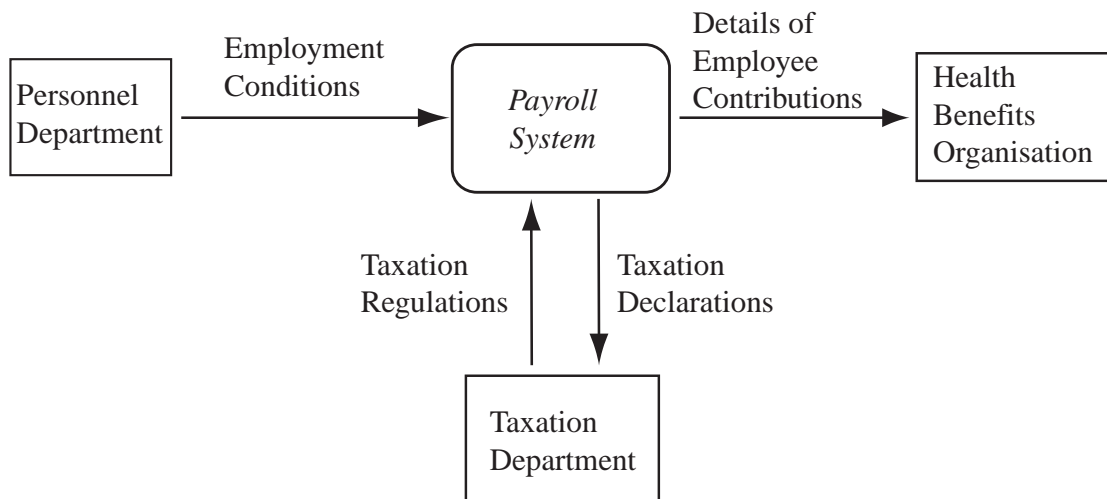 Personnel
Department
Employment
Conditions
Payroll
System
Details of
Employee
Contributions
Health
Benefits
Organisation
Taxation
Regulations
Taxation
Declarations
Taxation
Department